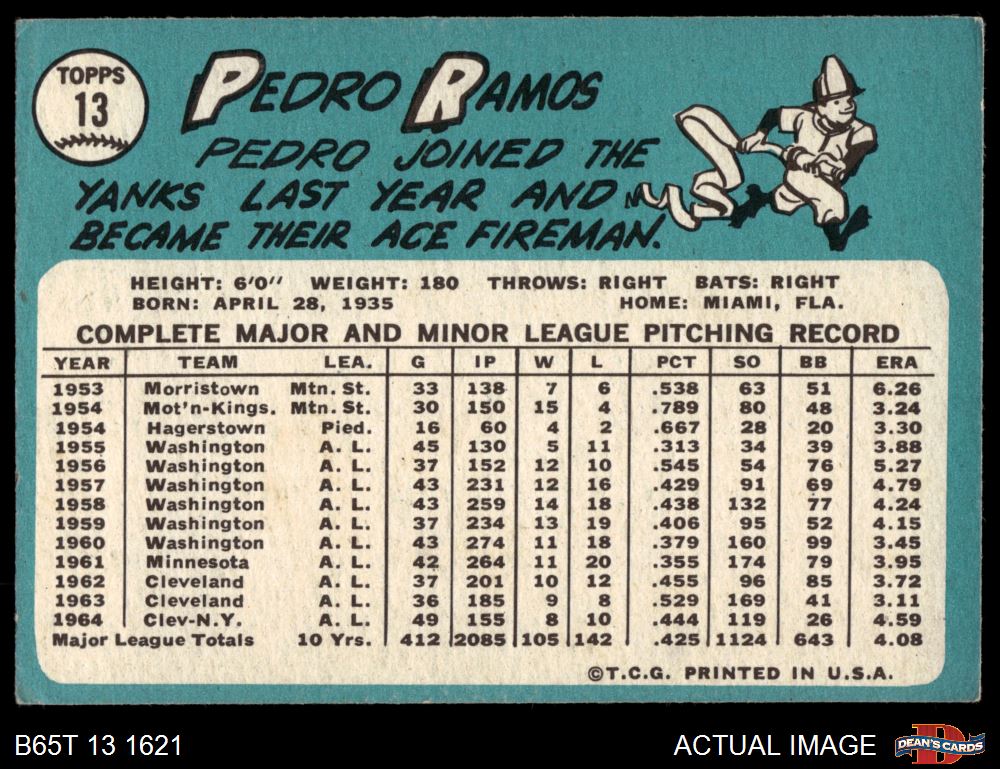 TOPPS
13
PEDRO RAMOS
PEDRO JOINED THE
YANKS LAST YEAR AND
BECAME THEIR ACE FIREMAN.
HEIGHT: 6'0" WEIGHT: 180 THROWS: RIGHT BATS: RIGHT
BORN: APRIL 28, 1935 HOME: MIAMI, FLA.
COMPLETE MAJOR AND MINOR LEAGUE PITCHING RECORD
YEAR TEAM LEA. G IP W L PCT SO BB ERA
1953 Morristown Mtn. St. 33 138 7 6 .538 63 51 6.26
1954 Mot'n-Kings. Mtn. St. 30 150 15 4 .789 80 48 3.24
1954 Hagerstown Pied. 16 60 4 2 .667 28 20 3.30
1955 Washington A. L. 45 130 5 11 .313 34 39 3.88
1956 Washington A. L. 37 152 12 10 .545 54 76 5.27
1957 Washington A. L. 43 231 12 16 .429 91 69 4.79
1958 Washington A. L. 43 259 14 18 .438 132 77 4.24
1959 Washington A. L. 37 234 13 19 .406 95 52 4.15
1960 Washington A. L. 43 274 11 18 .379 160 99 3.45
1961 Minnesota A. L. 42 264 11 20 .355 174 79 3.95
1962 Cleveland A. L. 37 201 10 12 .455 96 85 3.72
1963 Cleveland A. L. 36 185 9 8 .529 169 41 3.11
1964 Clev-N.Y. A. L. 49 155 8 10 .444 119 26 4.59
Major League Totals 10 Yrs. 412 2085 105 142 .425 1124 643 4.08
©T.C.G. PRINTED IN U.S.A.
B65T 13 1621 ACTUAL IMAGE
D
DEAN'S CARDS